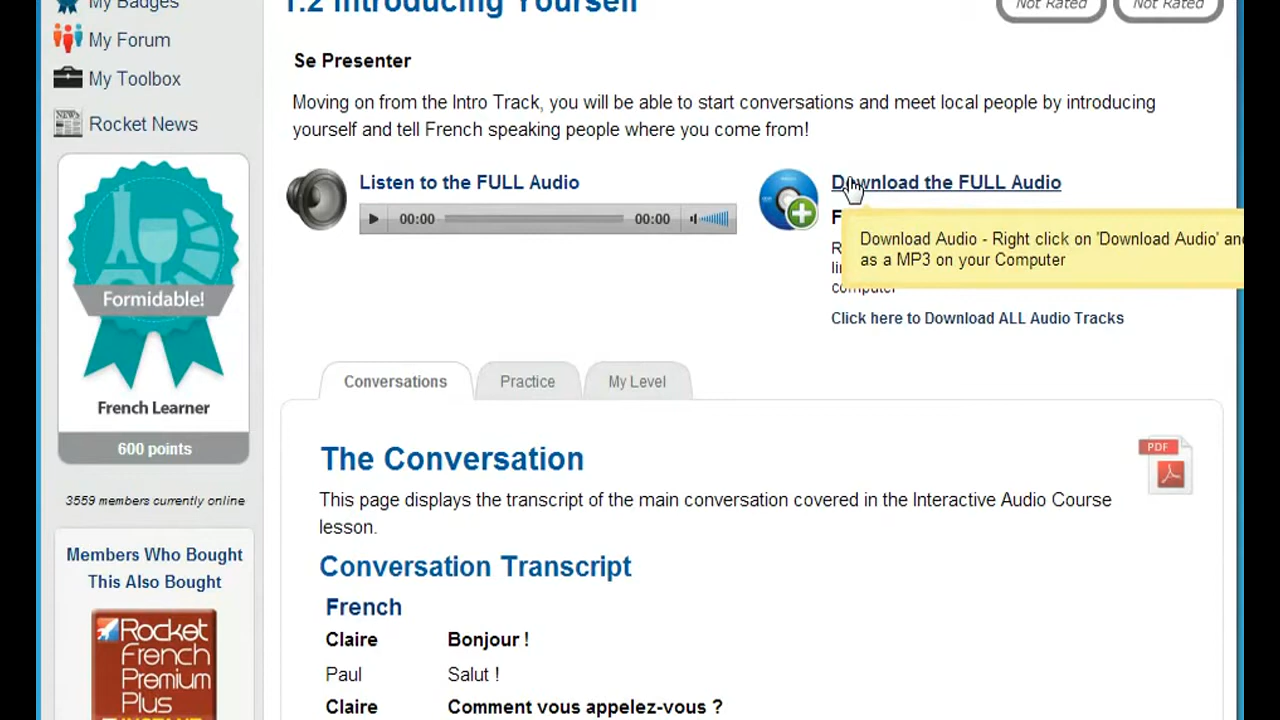 My Badges
1.2 Introducing Yourself
Not Rated
Not Rated
My Forum
My Toolbox
NEWS
Rocket News
Se Presenter
Moving on from the Intro Track, you will be able to start conversations and meet local people by introducing
yourself and tell French speaking people where you come from!
Listen to the FULL Audio
00:00
00:00
Download the FULL Audio
Download Audio - Right click on 'Download Audio' and
as a MP3 on your Computer
computer
Click here to Download ALL Audio Tracks
Formidable!
French Learner
600 points
3559 members currently online
Members Who Bought
This Also Bought
Rocket
French
Premium
Plus
INSTANT
Conversations
Practice
My Level
The Conversation
PDF
This page displays the transcript of the main conversation covered in the Interactive Audio Course
lesson.
Conversation Transcript
French
Claire Bonjour !
Paul Salut !
Claire Comment vous appelez-vous ?